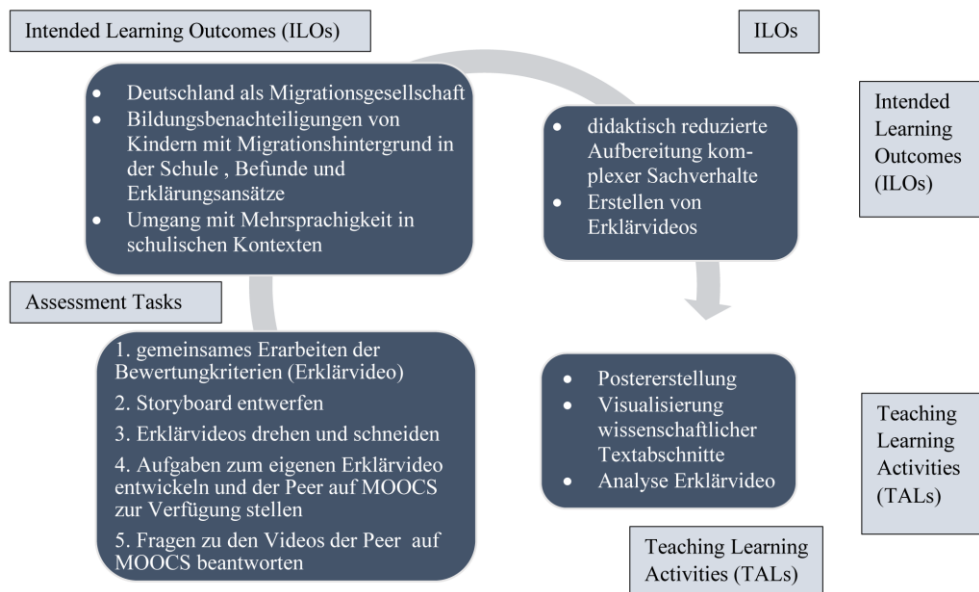 Intended Learning Outcomes (ILOs)
• Deutschland als Migrationsgesellschaft
• Bildungsbenachteiligungen von
Kindern mit Migrationshintergrund in
der Schule , Befunde und
Erklärungsansätze
• Umgang mit Mehrsprachigkeit in
schulischen Kontexten
ILOs
• didaktisch reduzierte
Aufbereitung kom-
plexer Sachverhalte
• Erstellen von
Erklärvideos
Intended
Learning
Outcomes
(ILOs)
Assessment Tasks
1. gemeinsames Erarbeiten der
Bewertungkriterien (Erklärvideo)
2. Storyboard entwerfen
3. Erklärvideos drehen und schneiden
4. Aufgaben zum eigenen Erklärvideo
entwickeln und der Peer auf MOOCS
zur Verfügung stellen
5. Fragen zu den Videos der Peer auf
MOOCS beantworten
• Postererstellung
• Visualisierung
wissenschaftlicher
Textabschnitte
• Analyse Erklärvideo
Teaching
Learning
Activities
(TALs)
Teaching Learning
Activities (TALs)